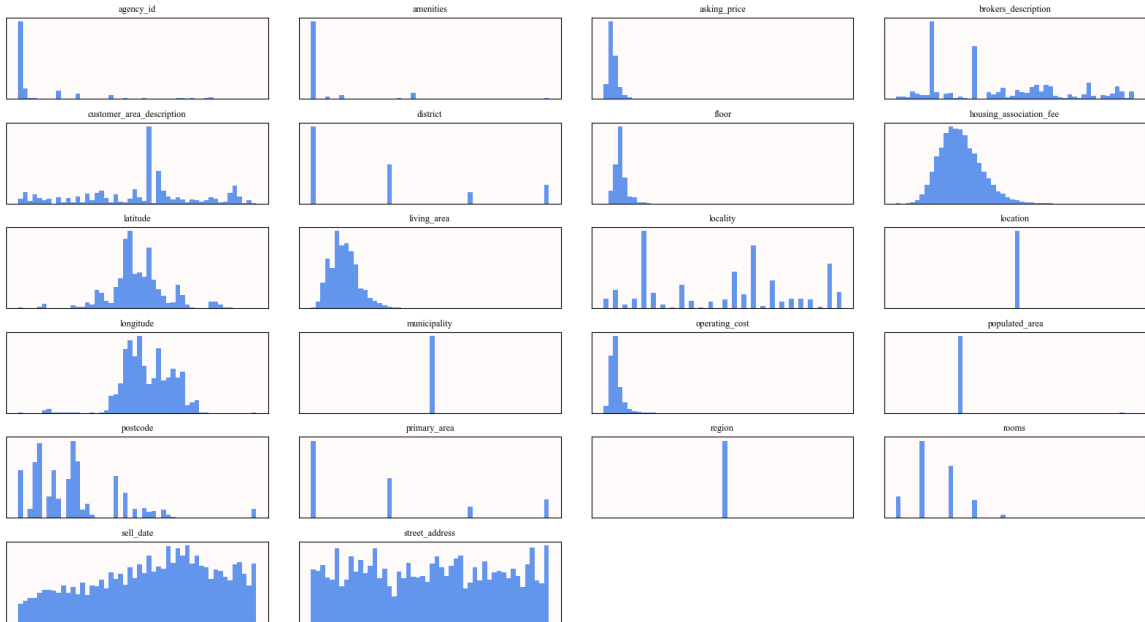 agency_id
amenities
asking_price
brokers_description
customer_area_description
district
floor
housing_association_fee
latitude
living_area
locality
location
longitude
municipality
operating_cost
populated_area
postcode
primary_area
region
rooms
sell_date
street_address